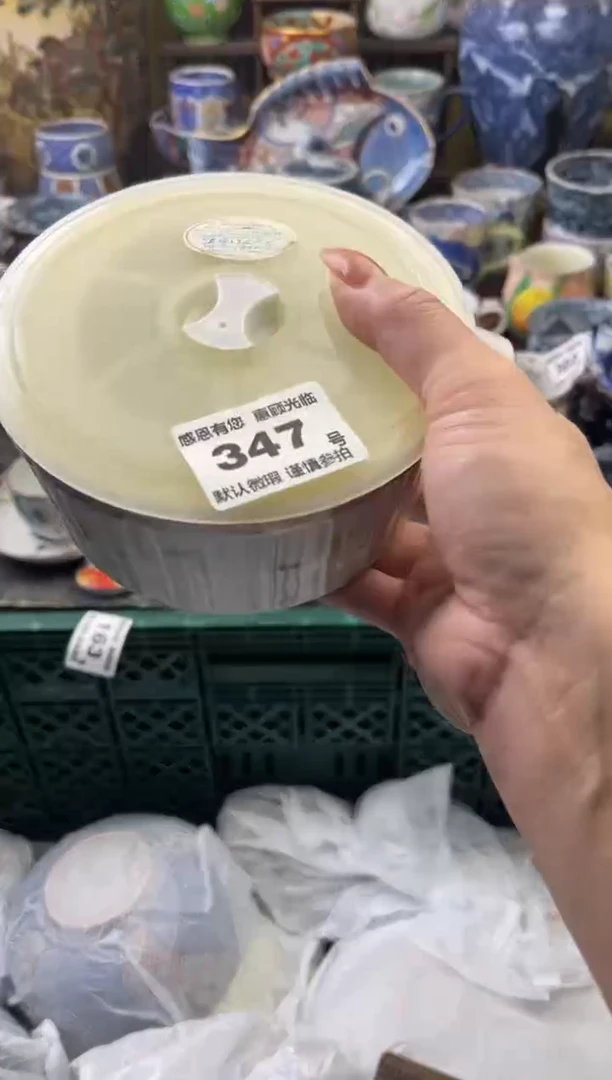 感恩有您 惠顾光临
347 号
默认微瑕 谨慎参拍
163